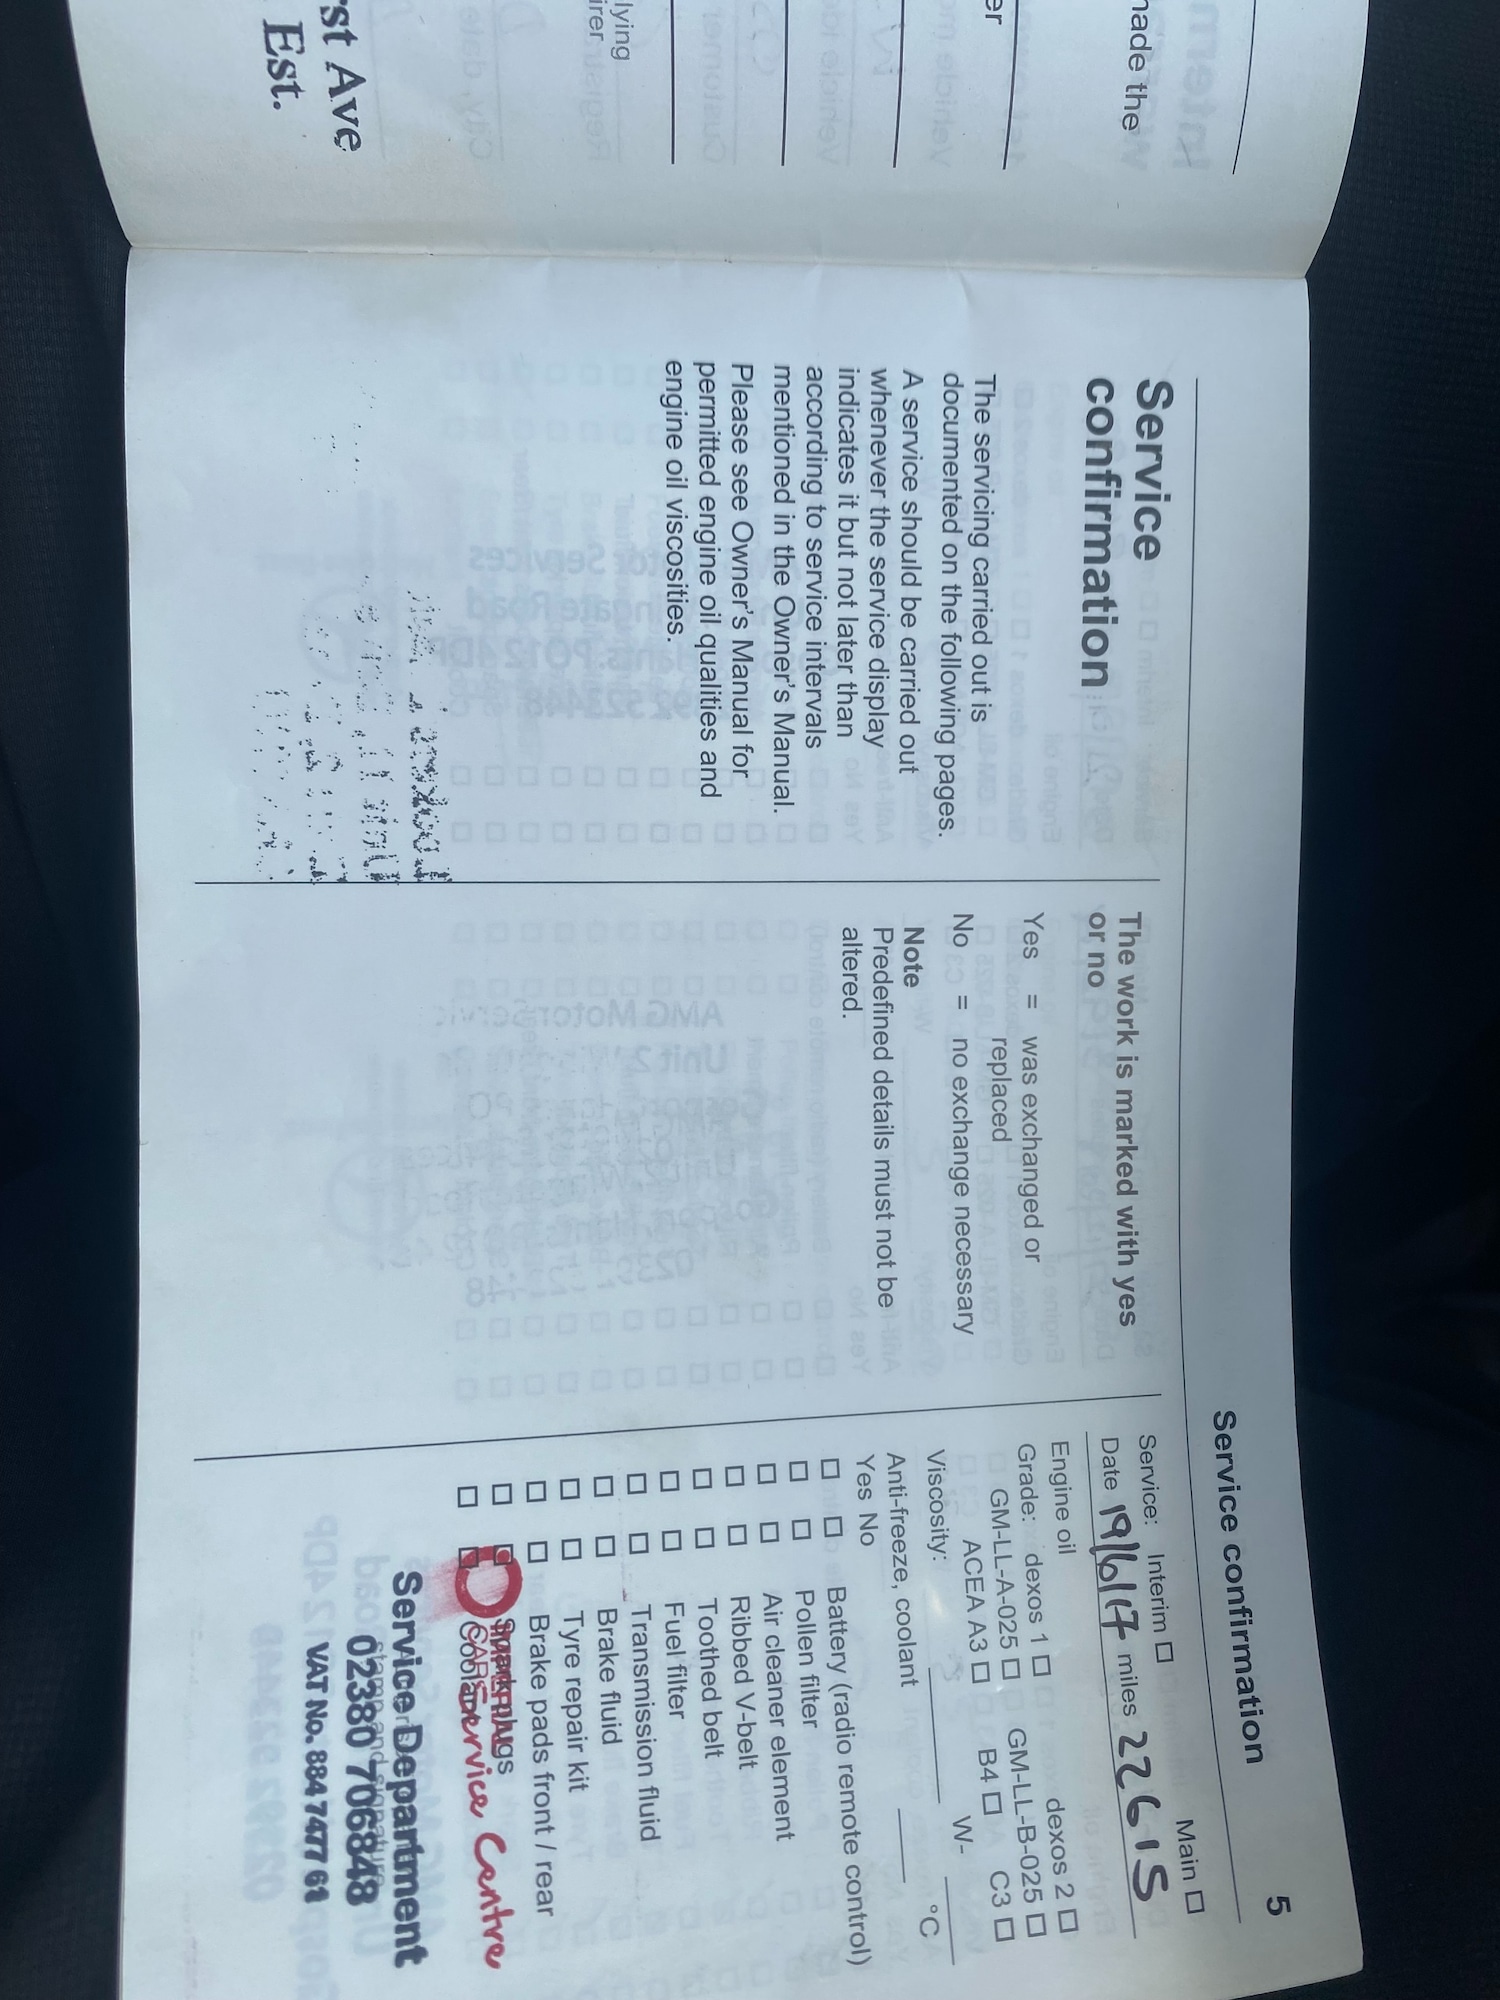 nade the
er
lying
irer
st Ave
Est.
Service confirmation
5
Service
confirmation
The servicing carried out is
documented on the following pages.
A service should be carried out
whenever the service display
indicates it but not later than
according to service intervals
mentioned in the Owner's Manual.
Please see Owner's Manual for
permitted engine oil qualities and
engine oil viscosities.
The work is marked with yes
or no
Yes = was exchanged or
replaced
No = no exchange necessary
Note
Predefined details must not be
altered.
Service: Interim □ Main □
Date 19/6/17 miles 22615
Engine oil
Grade: dexos 1 □ dexos 2 □
GM-LL-A-025 □ GM-LL-B-025 □
ACEA A3 □ B4 □ C3 □
Viscosity: W-
Anti-freeze, coolant °C
Yes No
□ □ Battery (radio remote control)
□ □ Pollen filter
□ □ Air cleaner element
□ □ Ribbed V-belt
□ □ Toothed belt
□ □ Fuel filter
□ □ Transmission fluid
□ □ Brake fluid
□ □ Tyre repair kit
□ □ Brake pads front / rear
□ □ Spark plugs
□ □ Coolant
IMPERIAL
CARS
Service Centre
stamp and signature
Service Department
02380 706848
VAT No. 884 7477 61